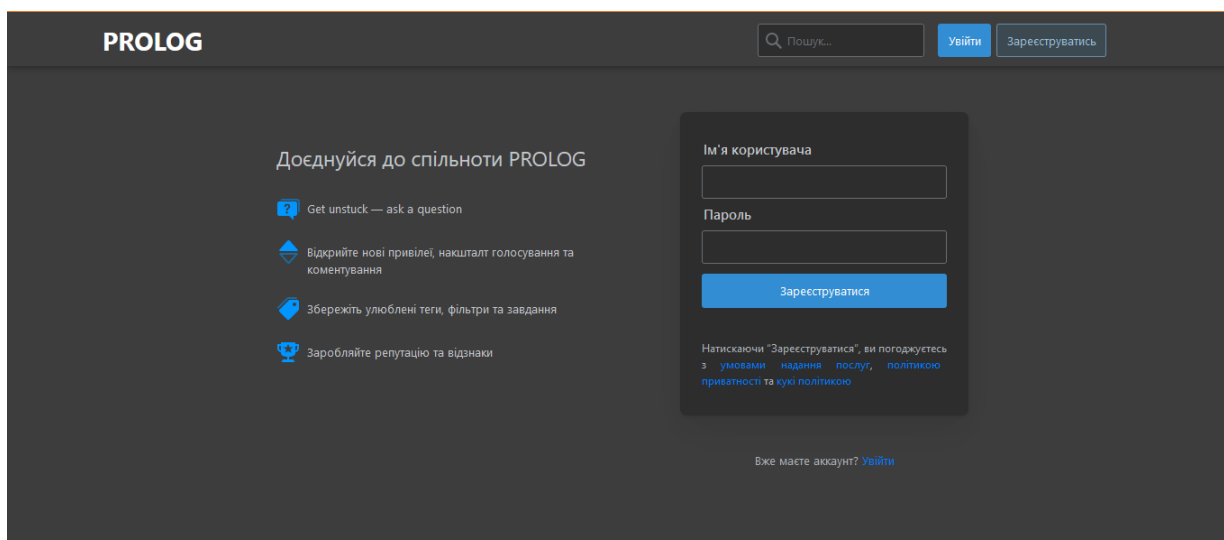 PROLOG
Пошук...
Увійти
Зареєструватись
Доєднуйся до спільноти PROLOG
Get unstuck — ask a question
Відкрийте нові привілеї, накшталт голосування та
коментування
Збережіть улюблені теги, фільтри та завдання
Заробляйте репутацію та відзнаки
Ім'я користувача
Пароль
Зареєструватися
Натискаючи "Зареєструватися", ви погоджуєтесь
з умовами надання послуг, політикою
приватності та кукі політикою
Вже маєте аккаунт? Увійти